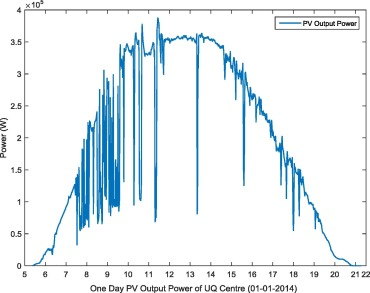 ×10⁵
4
3.5
3
2.5
2
1.5
1
0.5
0
Power (W)
PV Output Power
5 6 7 8 9 10 11 12 13 14 15 16 17 18 19 20 21 22
One Day PV Output Power of UQ Centre (01-01-2014)